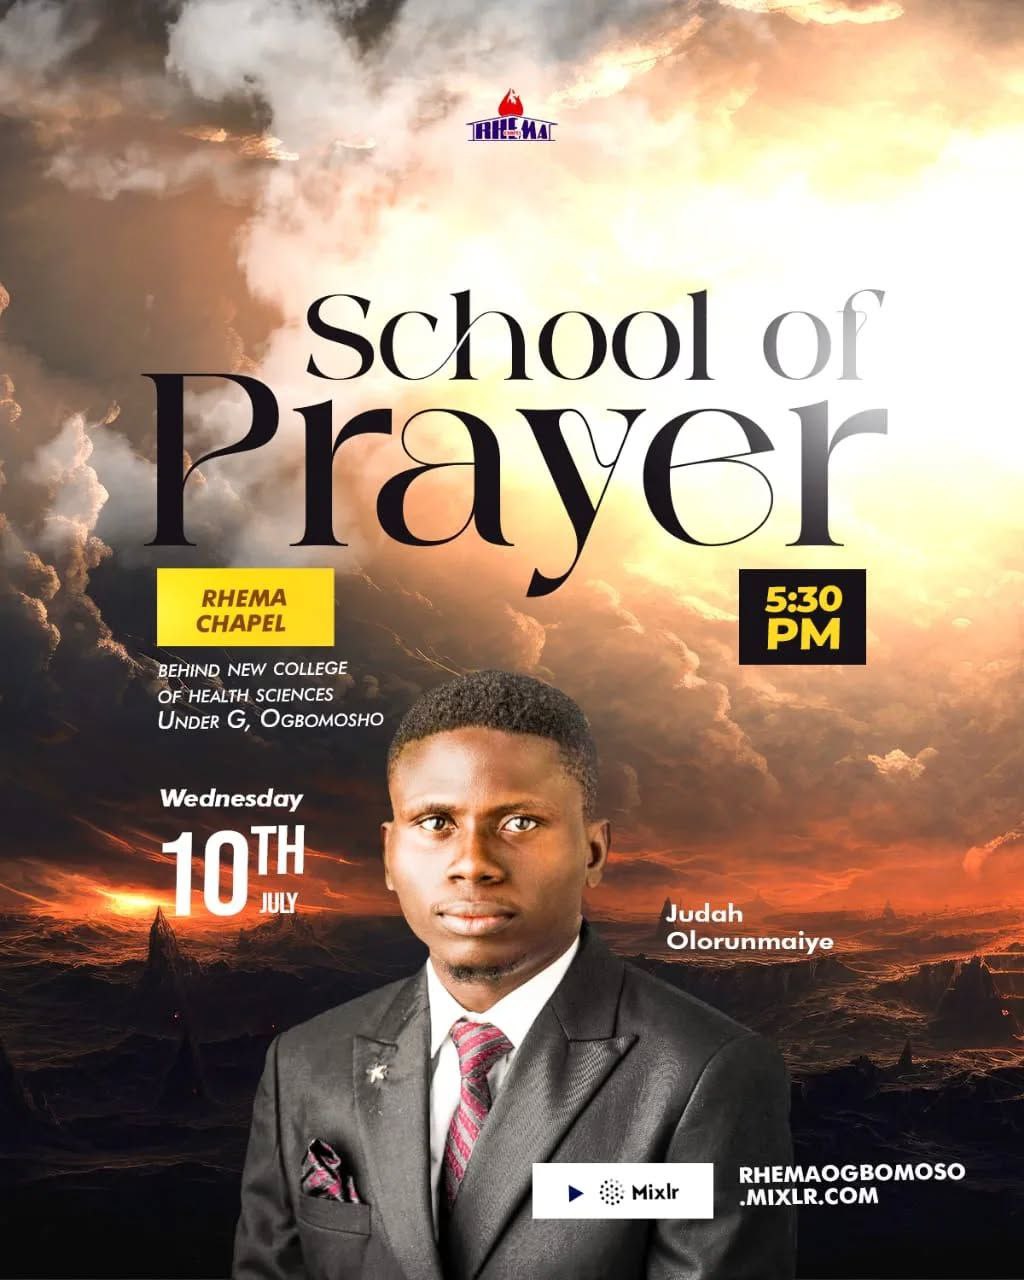 RHEMA
School of
Prayer
RHEMA
CHAPEL
5:30
PM
BEHIND NEW COLLEGE
OF HEALTH SCIENCES
UNDER G, OGBOMOSHO
Wednesday
10TH
JULY
Judah
Olorunmaiye
Mixlr
RHEMAOGBOMOSO
.MIXLR.COM